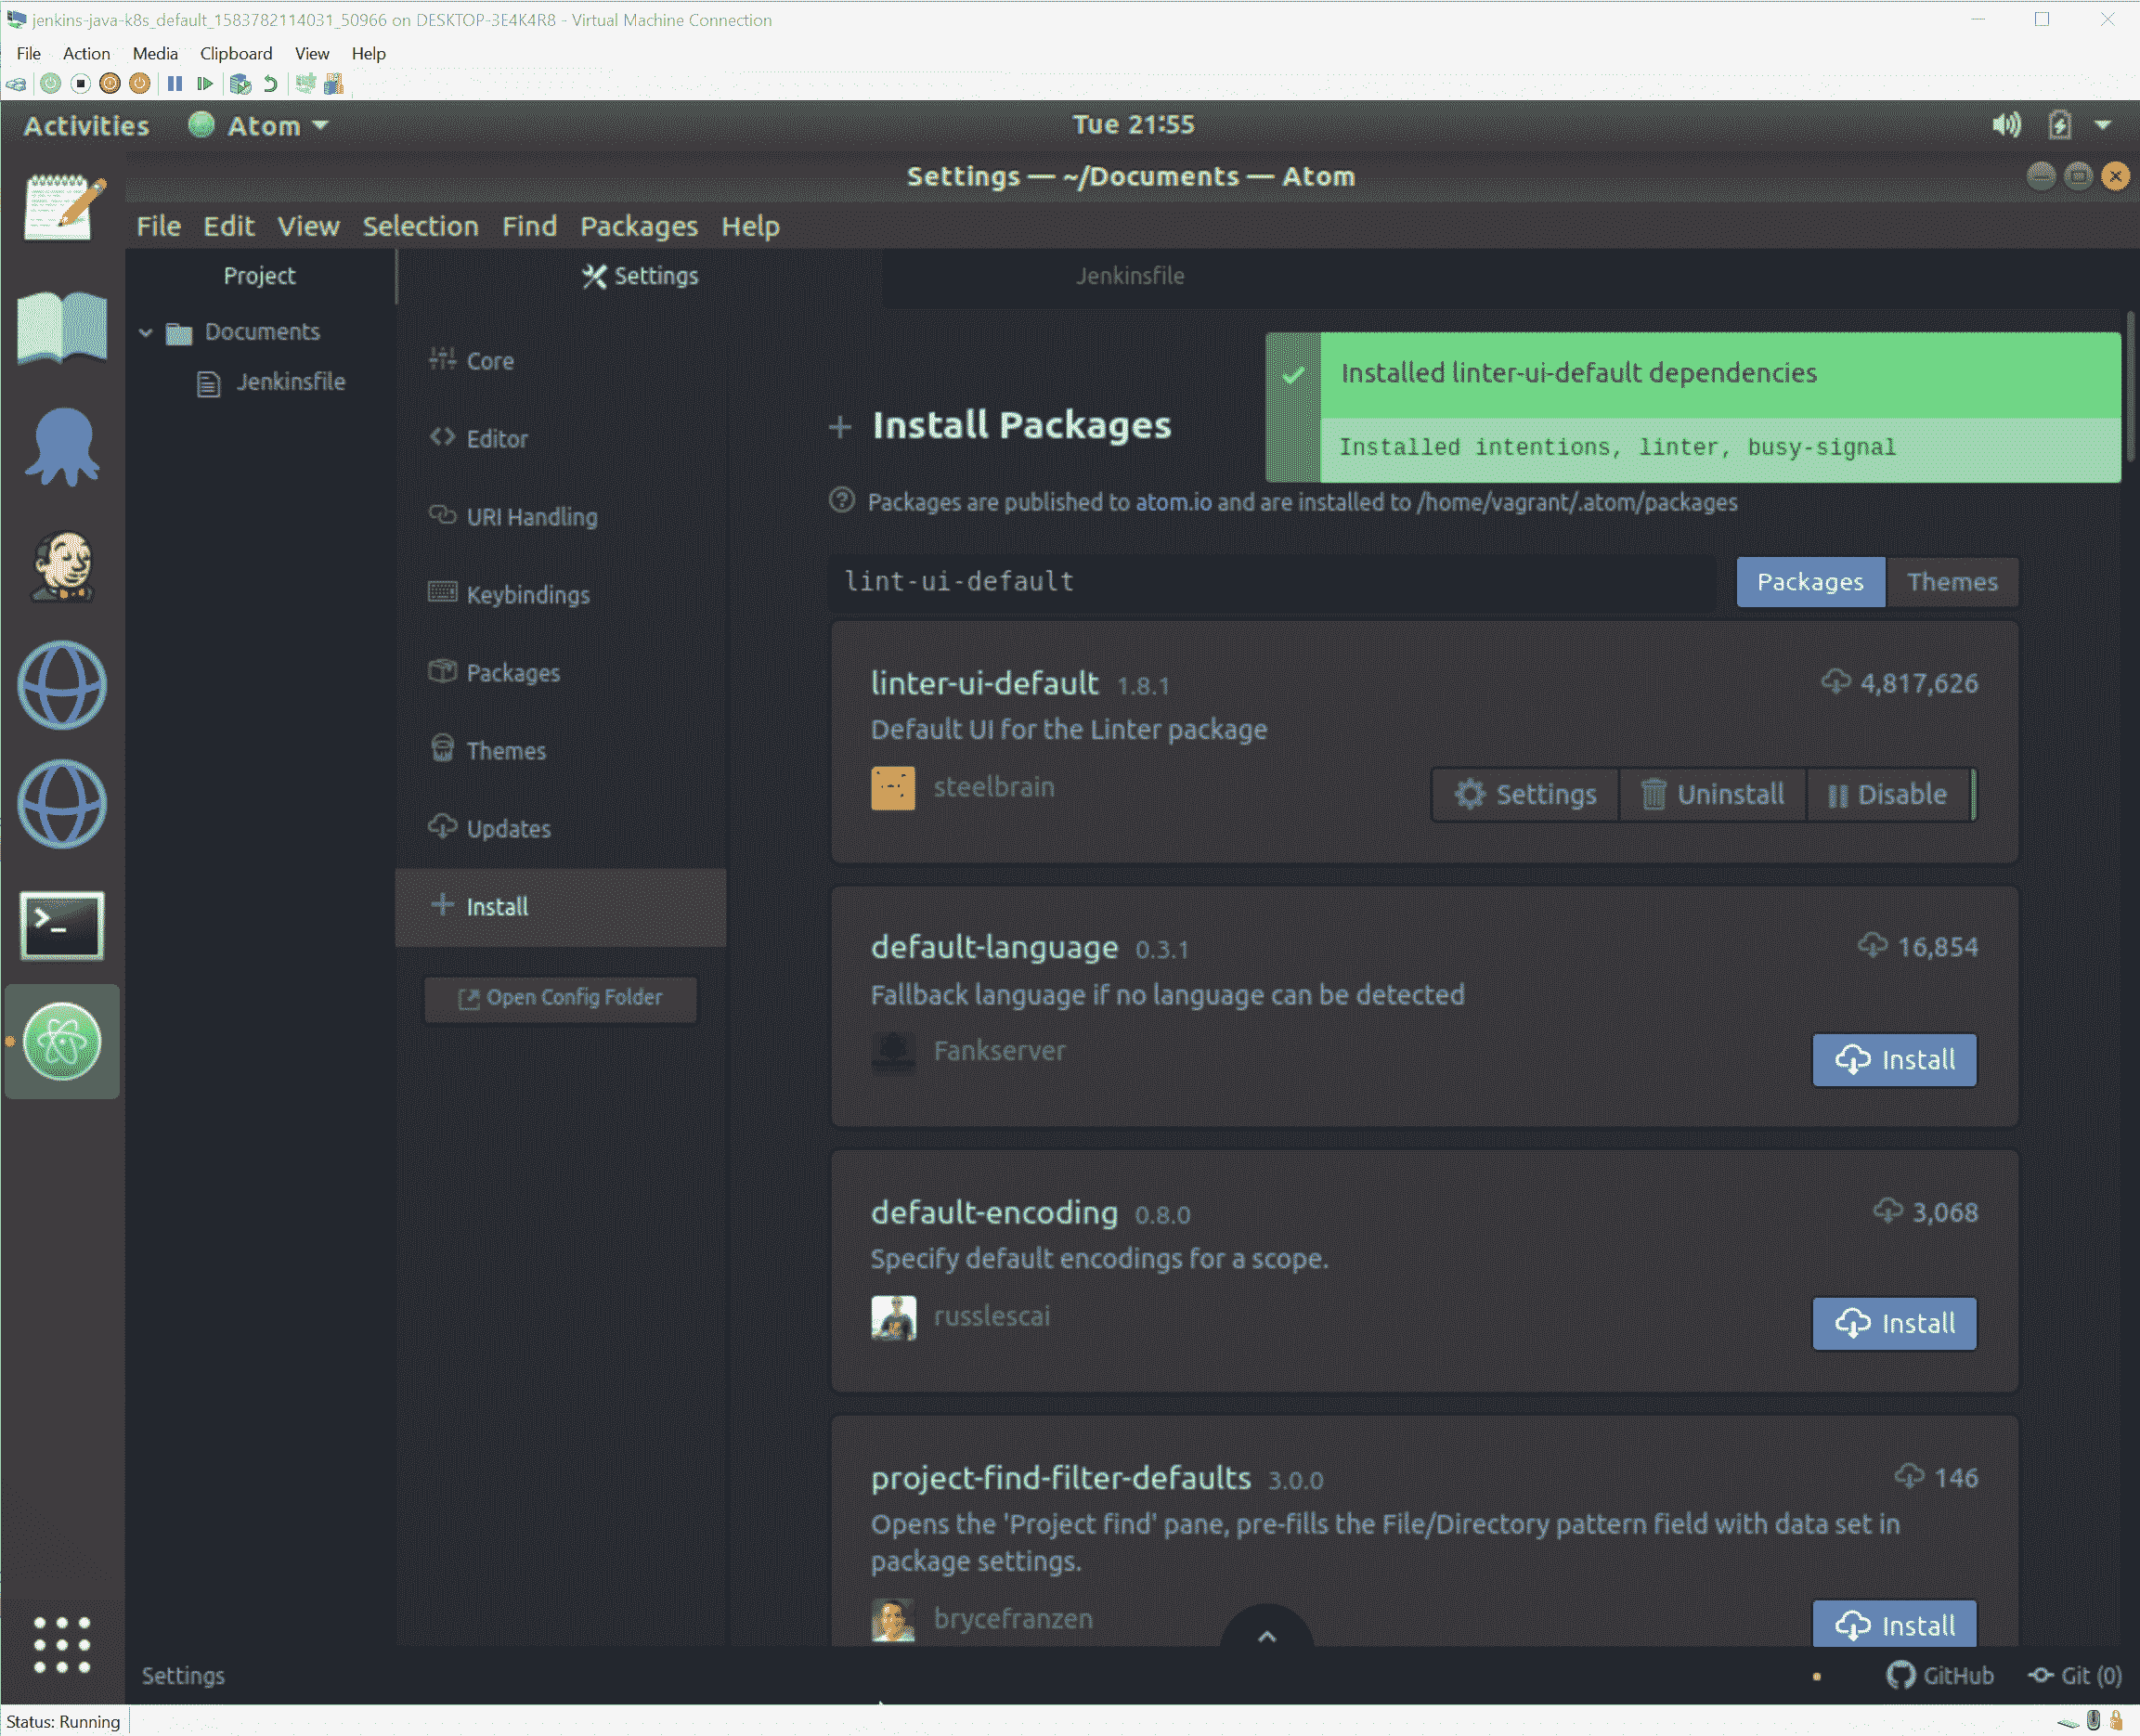 jenkins-java-k8s_default_1583782114031_50966 on DESKTOP-3E4K4R8 - Virtual Machine Connection
File Action Media Clipboard View Help
Activities Atom Tue 21:55
Settings — ~/Documents — Atom
File Edit View Selection Find Packages Help
Project
Documents
Jenkinsfile
Settings
Jenkinsfile
Core
Editor
URI Handling
Keybindings
Packages
Themes
Updates
Install
Open Config Folder
Installed linter-ui-default dependencies
Installed intentions, linter, busy-signal
Install Packages
Packages are published to atom.io and are installed to /home/vagrant/.atom/packages
lint-ui-default
Packages Themes
linter-ui-default 1.8.1 4,817,626
Default UI for the Linter package
steelbrain
Settings Uninstall Disable
default-language 0.3.1 16,854
Fallback language if no language can be detected
Fankserver
Install
default-encoding 0.8.0 3,068
Specify default encodings for a scope.
russlescai
Install
project-find-filter-defaults 3.0.0 146
Opens the 'Project find' pane, pre-fills the File/Directory pattern field with data set in
package settings.
brycefranzen
Install
Settings GitHub Git (0)
Status: Running